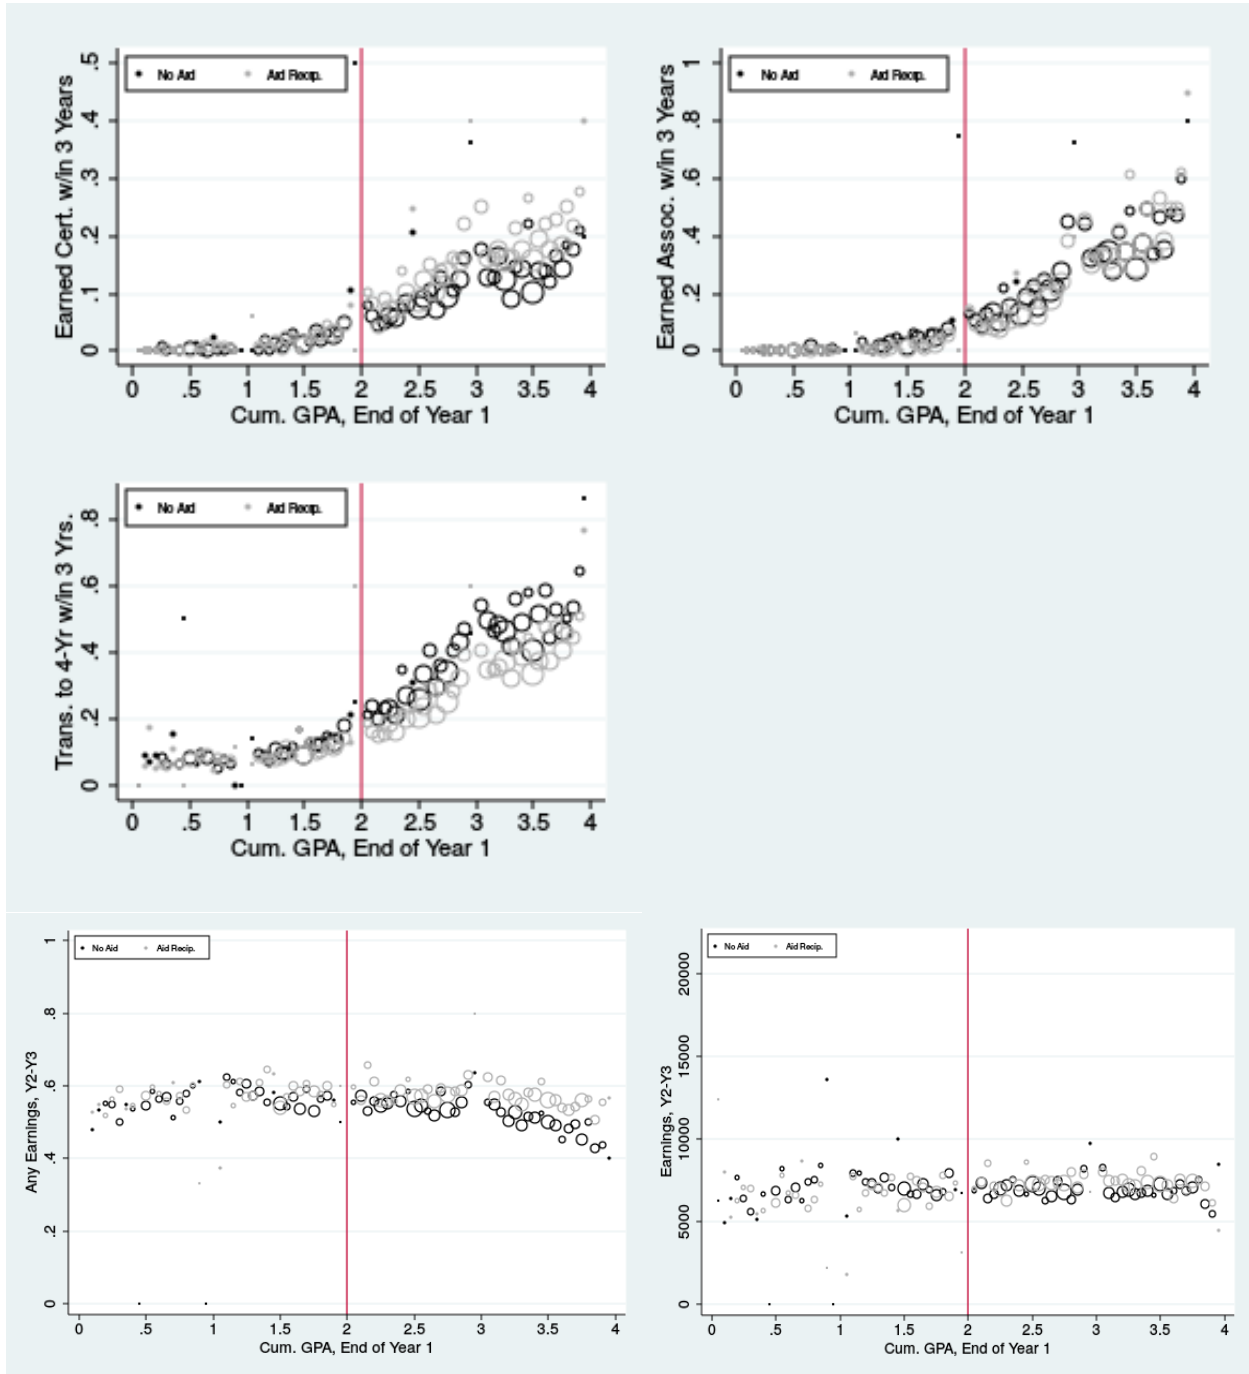 Earned Cert. w/in 3 Years
.5
.4
.3
.2
.1
0
No Aid Aid Recip.
0 .5 1 1.5 2 2.5 3 3.5 4
Cum. GPA, End of Year 1
Earned Assoc. w/in 3 Years
1
.8
.6
.4
.2
0
No Aid Aid Recip.
0 .5 1 1.5 2 2.5 3 3.5 4
Cum. GPA, End of Year 1
Trans. to 4-Yr w/in 3 Yrs.
.8
.6
.4
.2
0
No Aid Aid Recip.
0 .5 1 1.5 2 2.5 3 3.5 4
Cum. GPA, End of Year 1
Any Earnings, Y2-Y3
1
.8
.6
.4
.2
0
No Aid Aid Recip.
0 .5 1 1.5 2 2.5 3 3.5 4
Cum. GPA, End of Year 1
Earnings, Y2-Y3
20000
15000
10000
5000
0
No Aid Aid Recip.
0 .5 1 1.5 2 2.5 3 3.5 4
Cum. GPA, End of Year 1